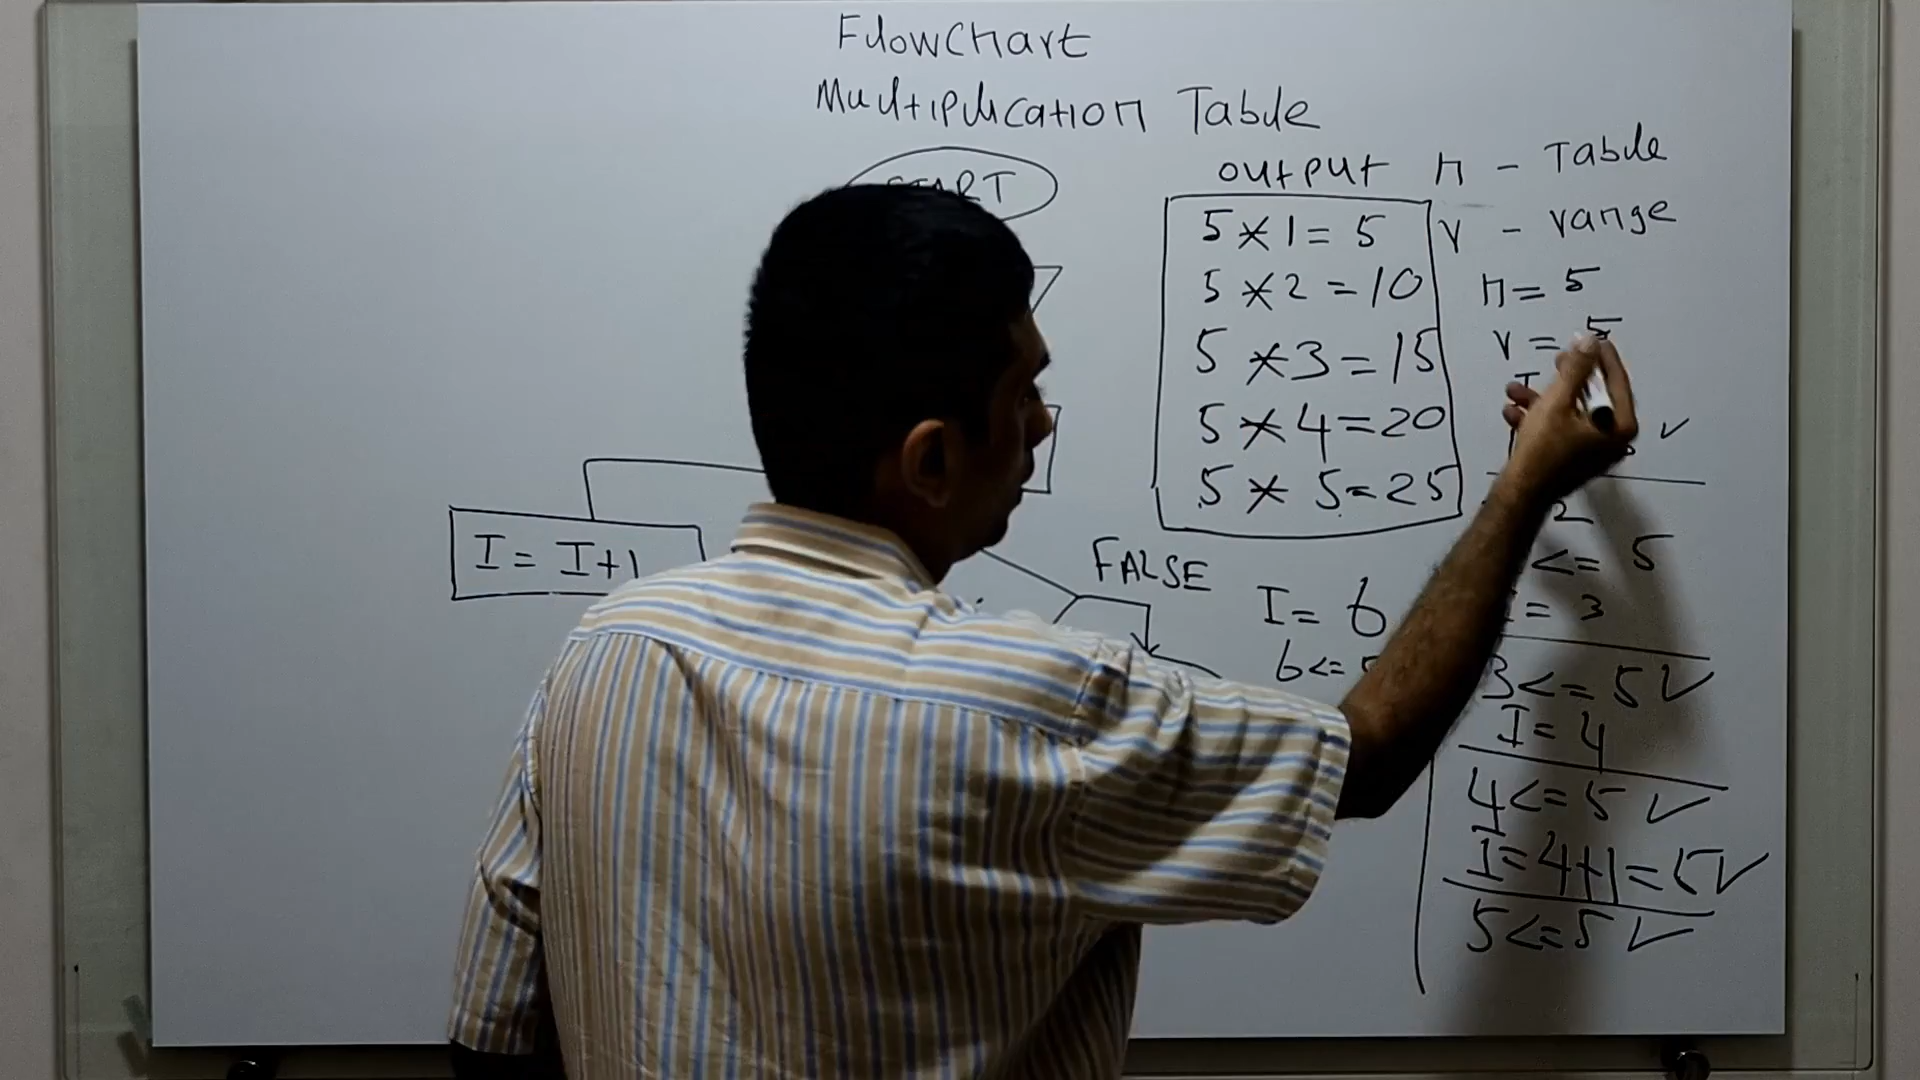 Flowchart
Multiplication Table
START
output
5 * 1 = 5
5 * 2 = 10
5 * 3 = 15
5 * 4 = 20
5 * 5 = 25
n - Table
r - range
n = 5
r = 5
I
✓
2
<= 5
= 3
3 <= 5 ✓
I = 4
4 <= 5 ✓
I = 4+1 = 5 ✓
5 <= 5 ✓
I = I+1
FALSE
I = 6
6 <=